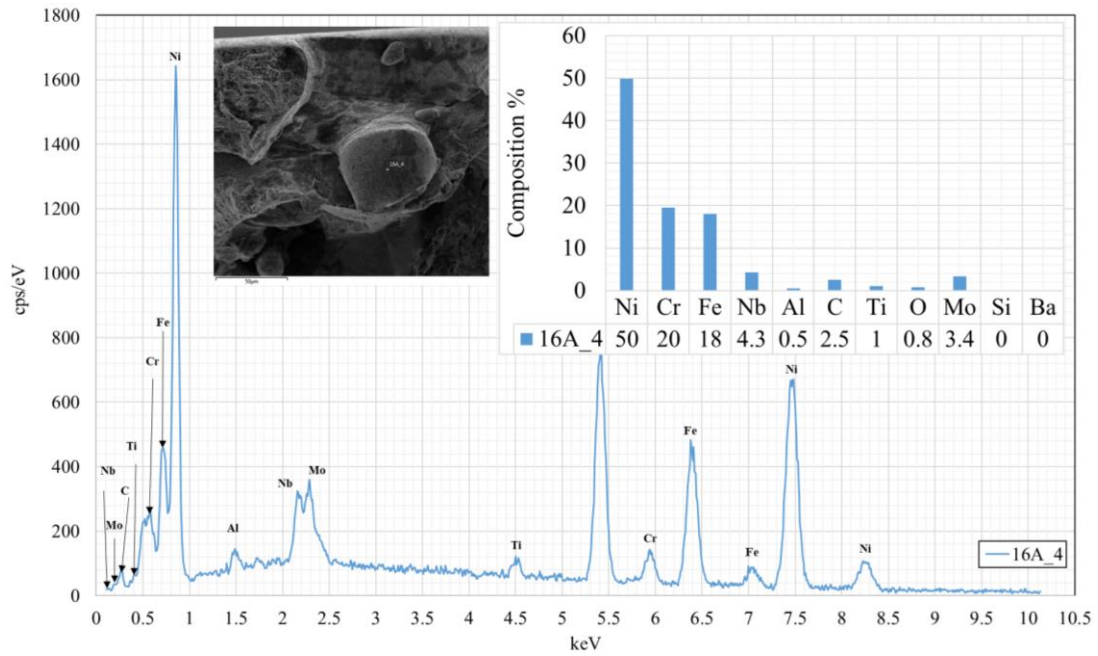 1800
1600
1400
1200
1000
800
600
400
200
0
cps/eV
0 0.5 1 1.5 2 2.5 3 3.5 4 4.5 5 5.5 6 6.5 7 7.5 8 8.5 9 9.5 10 10.5
keV
Nb
Mo
C
Ti
Cr
Fe
Ni
Al
Nb
Mo
Ti
Cr
Fe
Fe
Ni
Ni
16A_4
16A_4
50µm
60
50
40
30
20
10
0
Composition %
Ni Cr Fe Nb Al C Ti O Mo Si Ba
16A_4 50 20 18 4.3 0.5 2.5 1 0.8 3.4 0 0